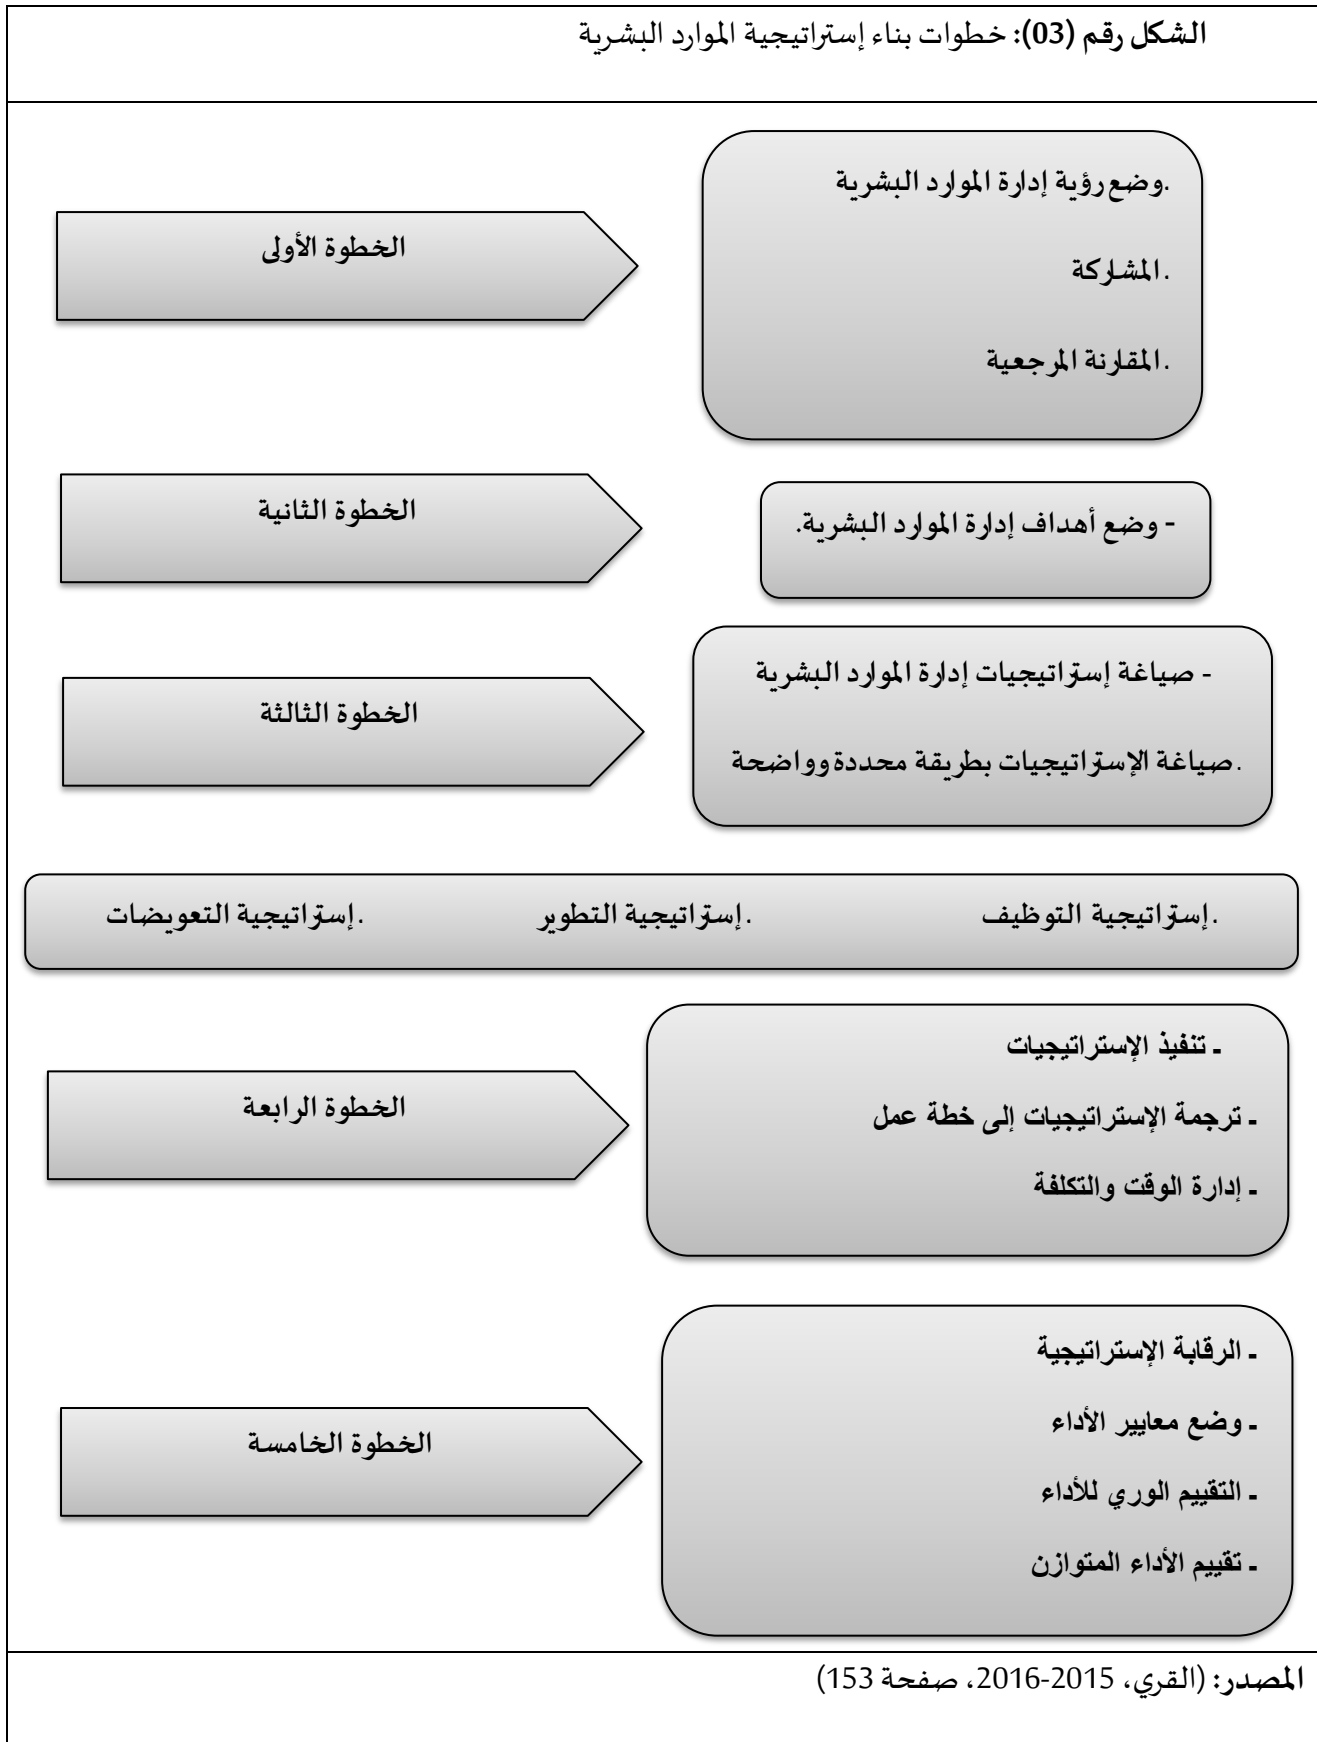 الشكل رقم (03): خطوات بناء إستراتيجية الموارد البشرية
.وضع رؤية إدارة الموارد البشرية
.المشاركة
.المقارنة المرجعية
الخطوة الأولى
- وضع أهداف إدارة الموارد البشرية.
الخطوة الثانية
- صياغة إستراتيجيات إدارة الموارد البشرية
.صياغة الإستراتيجيات بطريقة محددة وواضحة
الخطوة الثالثة
.إستراتيجية التوظيف .إستراتيجية التطوير .إستراتيجية التعويضات
- تنفيذ الإستراتيجيات
- ترجمة الإستراتيجيات إلى خطة عمل
- إدارة الوقت والتكلفة
الخطوة الرابعة
- الرقابة الإستراتيجية
- وضع معايير الأداء
- التقييم الوري للأداء
- تقييم الأداء المتوازن
الخطوة الخامسة
المصدر: (القري، 2015-2016، صفحة 153)